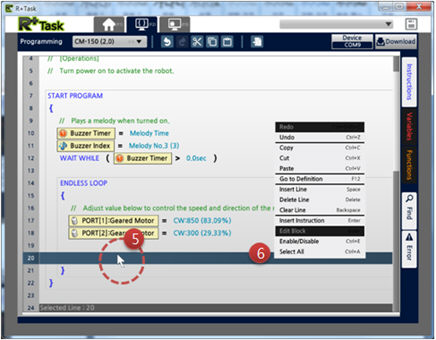 R+ Task
R+Task
Programming CM-150 (2.0) Device COM9 Download
4 // [Operations]
5 // Turn power on to activate the robot.
6
7 START PROGRAM
8 {
9 // Plays a melody when turned on.
10 Buzzer Timer = Melody Time
11 Buzzer Index = Melody No.3 (3)
12 WAIT WHILE ( Buzzer Timer > 0.0sec )
13
14 ENDLESS LOOP
15 {
16 // Adjust value below to control the speed and direction of the
17 PORT[1]:Geared Motor = CW:850 (83,09%)
18 PORT[2]:Geared Motor = CW:300 (29,33%)
19
20
21 }
22 }
23
24
Selected Line : 20
5
6
Redo
Undo Ctrl+Z
Copy Ctrl+C
Cut Ctrl+X
Paste Ctrl+V
Go to Definition F12
Insert Line Space
Delete Line Delete
Clear Line Backspace
Insert Instruction Enter
Edit Block
Enable/Disable Ctrl+E
Select All Ctrl+A
Instructions
Variables
Functions
Find
Error